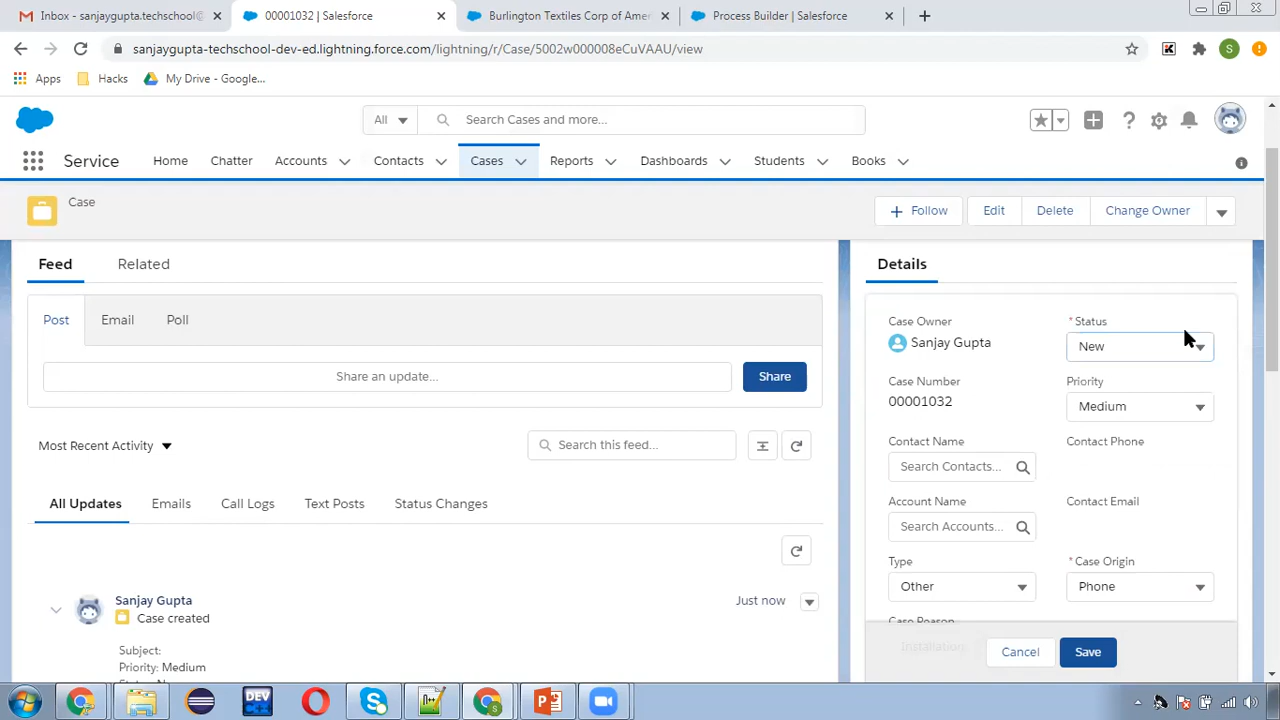 Inbox - sanjaygupta.techschool@
00001032 | Salesforce
Burlington Textiles Corp of Amer
Process Builder | Salesforce
sanjaygupta-techschool-dev-ed.lightning.force.com/lightning/r/Case/5002w000008eCuVAAU/view
S
Apps
Hacks
My Drive - Google...
All
Search Cases and more...
Service
Home
Chatter
Accounts
Contacts
Cases
Reports
Dashboards
Students
Books
Case
Follow
Edit
Delete
Change Owner
Feed
Related
Post
Email
Poll
Share an update...
Share
Most Recent Activity
Search this feed...
All Updates
Emails
Call Logs
Text Posts
Status Changes
Sanjay Gupta
Just now
Case created
Subject:
Priority: Medium
Details
Case Owner
Sanjay Gupta
* Status
New
Case Number
00001032
Priority
Medium
Contact Name
Search Contacts...
Contact Phone
Account Name
Search Accounts...
Contact Email
Type
Other
* Case Origin
Phone
Case Reason
Installation
Cancel
Save
DEV